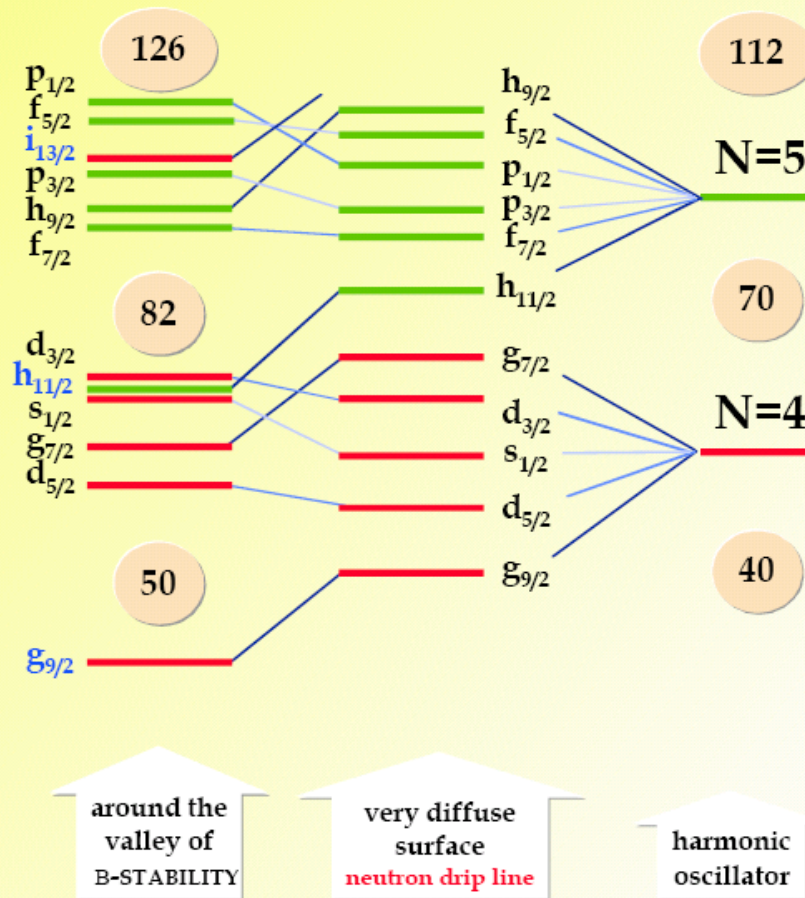 126
p1/2
f5/2
i13/2
p3/2
h9/2
f7/2
82
d3/2
h11/2
s1/2
g7/2
d5/2
50
g9/2
h9/2
f5/2
p1/2
p3/2
f7/2
h11/2
g7/2
d3/2
s1/2
d5/2
g9/2
112
N=5
70
N=4
40
around the
valley of
B-STABILITY
very diffuse
surface
neutron drip line
harmonic
oscillator